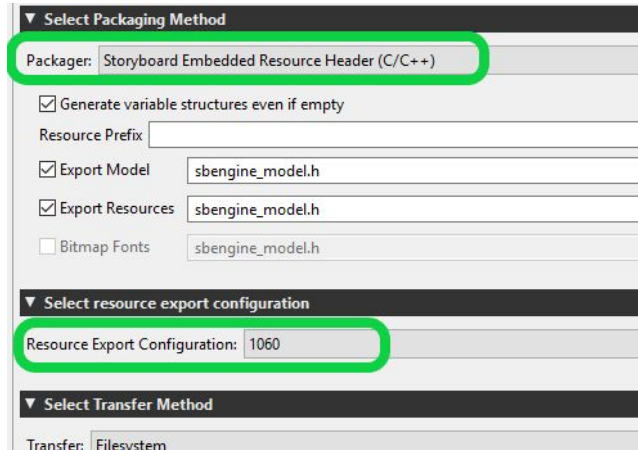 ▼ Select Packaging Method
Packager: Storyboard Embedded Resource Header (C/C++)
Generate variable structures even if empty
Resource Prefix
Export Model sbengine_model.h
Export Resources sbengine_model.h
Bitmap Fonts sbengine_model.h
▼ Select resource export configuration
Resource Export Configuration: 1060
▼ Select Transfer Method
Transfer: Filesystem